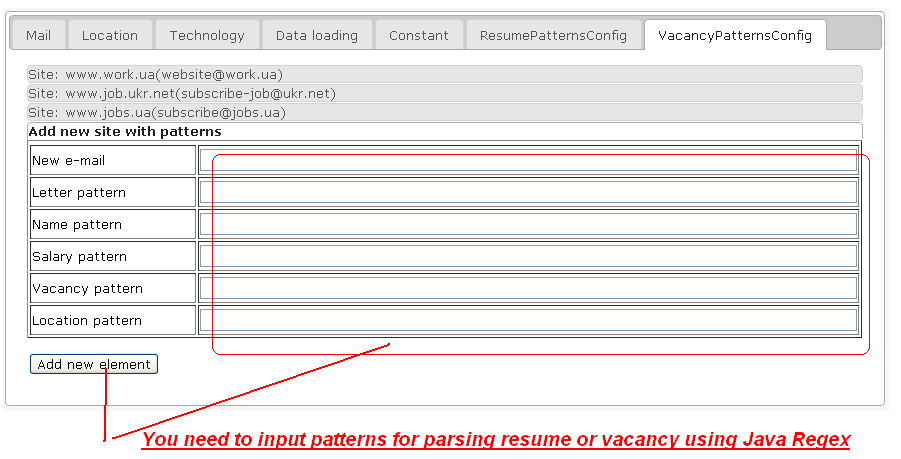 Mail Location Technology Data loading Constant ResumePatternsConfig VacancyPatternsConfig
Site: www.work.ua(website@work.ua)
Site: www.job.ukr.net(subscribe-job@ukr.net)
Site: www.jobs.ua(subscribe@jobs.ua)
Add new site with patterns
New e-mail
Letter pattern
Name pattern
Salary pattern
Vacancy pattern
Location pattern
Add new element
You need to input patterns for parsing resume or vacancy using Java Regex